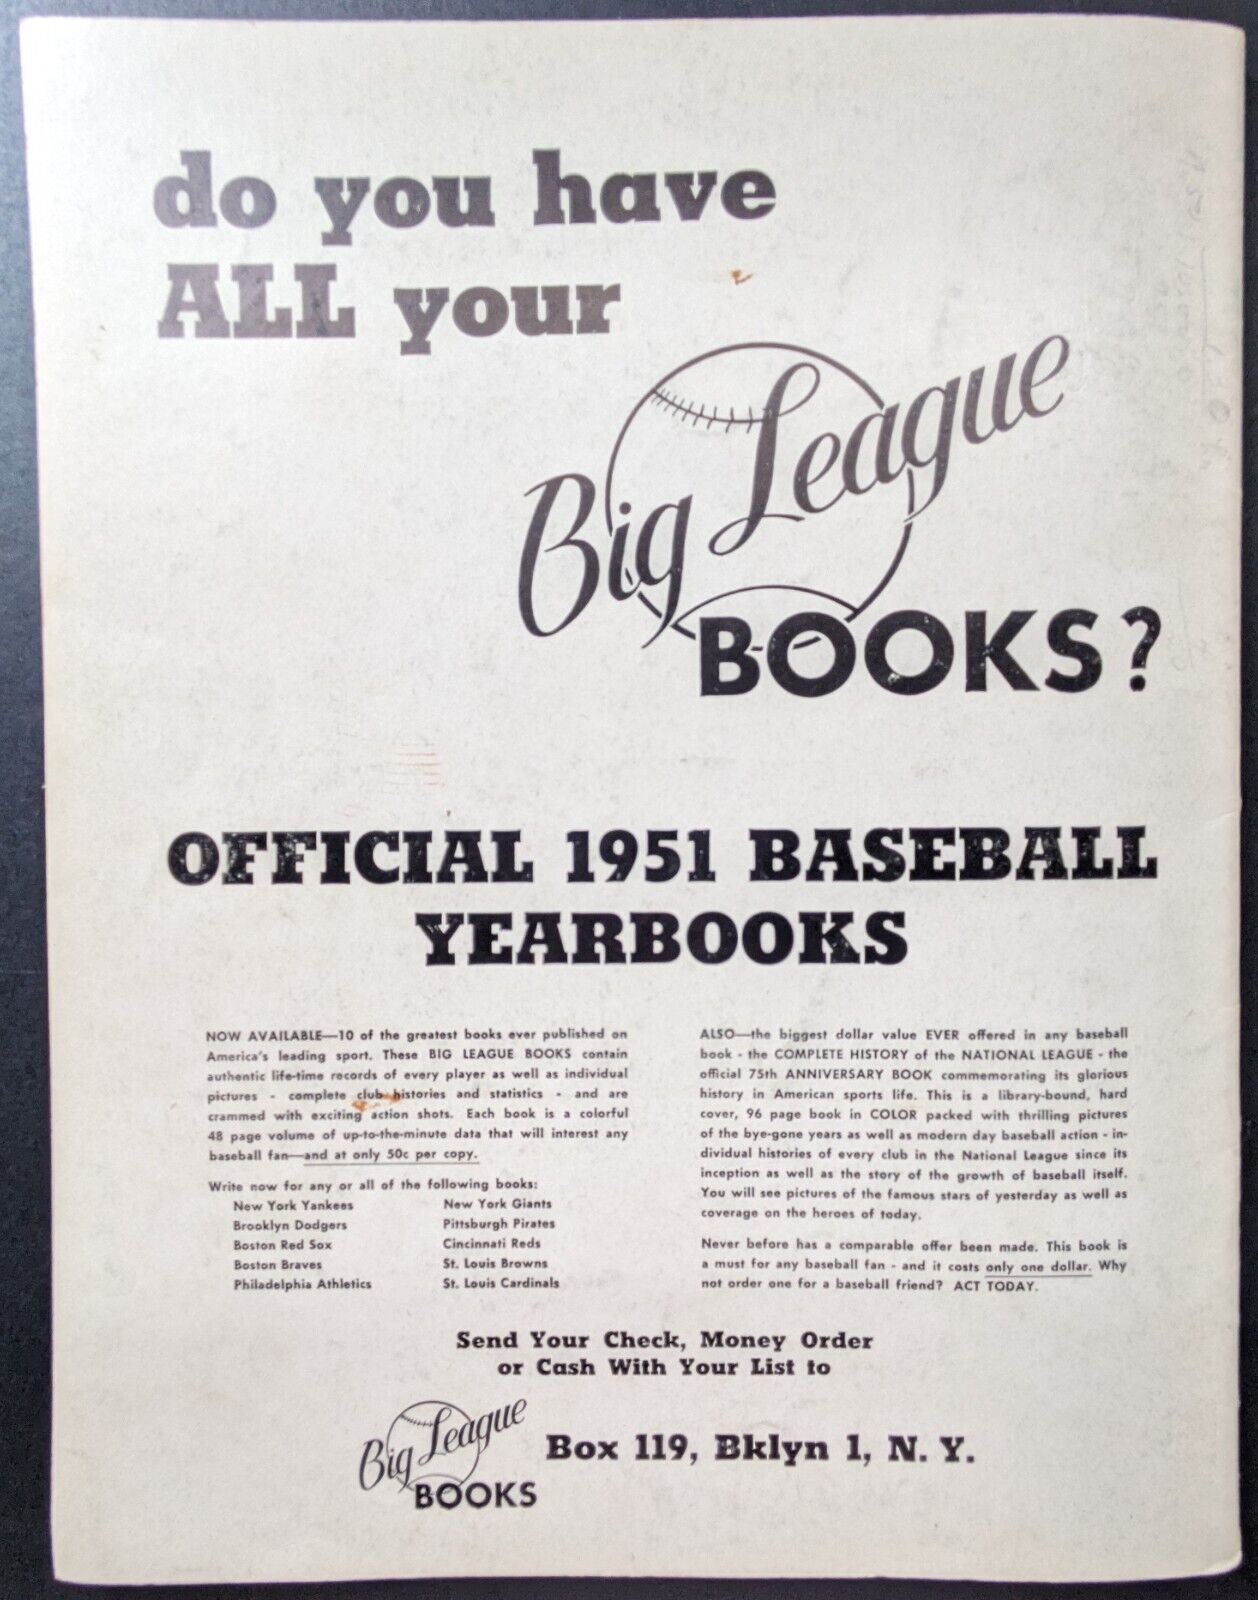 do you have
ALL your
Big League
BOOKS?
OFFICIAL 1951 BASEBALL
YEARBOOKS
NOW AVAILABLE—10 of the greatest books ever published on
America's leading sport. These BIG LEAGUE BOOKS contain
authentic life-time records of every player as well as individual
pictures - complete club histories and statistics - and are
crammed with exciting action shots. Each book is a colorful
48 page volume of up-to-the-minute data that will interest any
baseball fan—and at only 50c per copy.
Write now for any or all of the following books:
New York Yankees
Brooklyn Dodgers
Boston Red Sox
Boston Braves
Philadelphia Athletics
New York Giants
Pittsburgh Pirates
Cincinnati Reds
St. Louis Browns
St. Louis Cardinals
ALSO—the biggest dollar value EVER offered in any baseball
book - the COMPLETE HISTORY of the NATIONAL LEAGUE - the
official 75th ANNIVERSARY BOOK commemorating its glorious
history in American sports life. This is a library-bound, hard
cover, 96 page book in COLOR packed with thrilling pictures
of the bye-gone years as well as modern day baseball action - in-
dividual histories of every club in the National League since its
inception as well as the story of the growth of baseball itself.
You will see pictures of the famous stars of yesterday as well as
coverage on the heroes of today.
Never before has a comparable offer been made. This book is
a must for any baseball fan - and it costs only one dollar. Why
not order one for a baseball friend? ACT TODAY.
Send Your Check, Money Order
or Cash With Your List to
Big League
BOOKS
Box 119, Bklyn 1, N. Y.